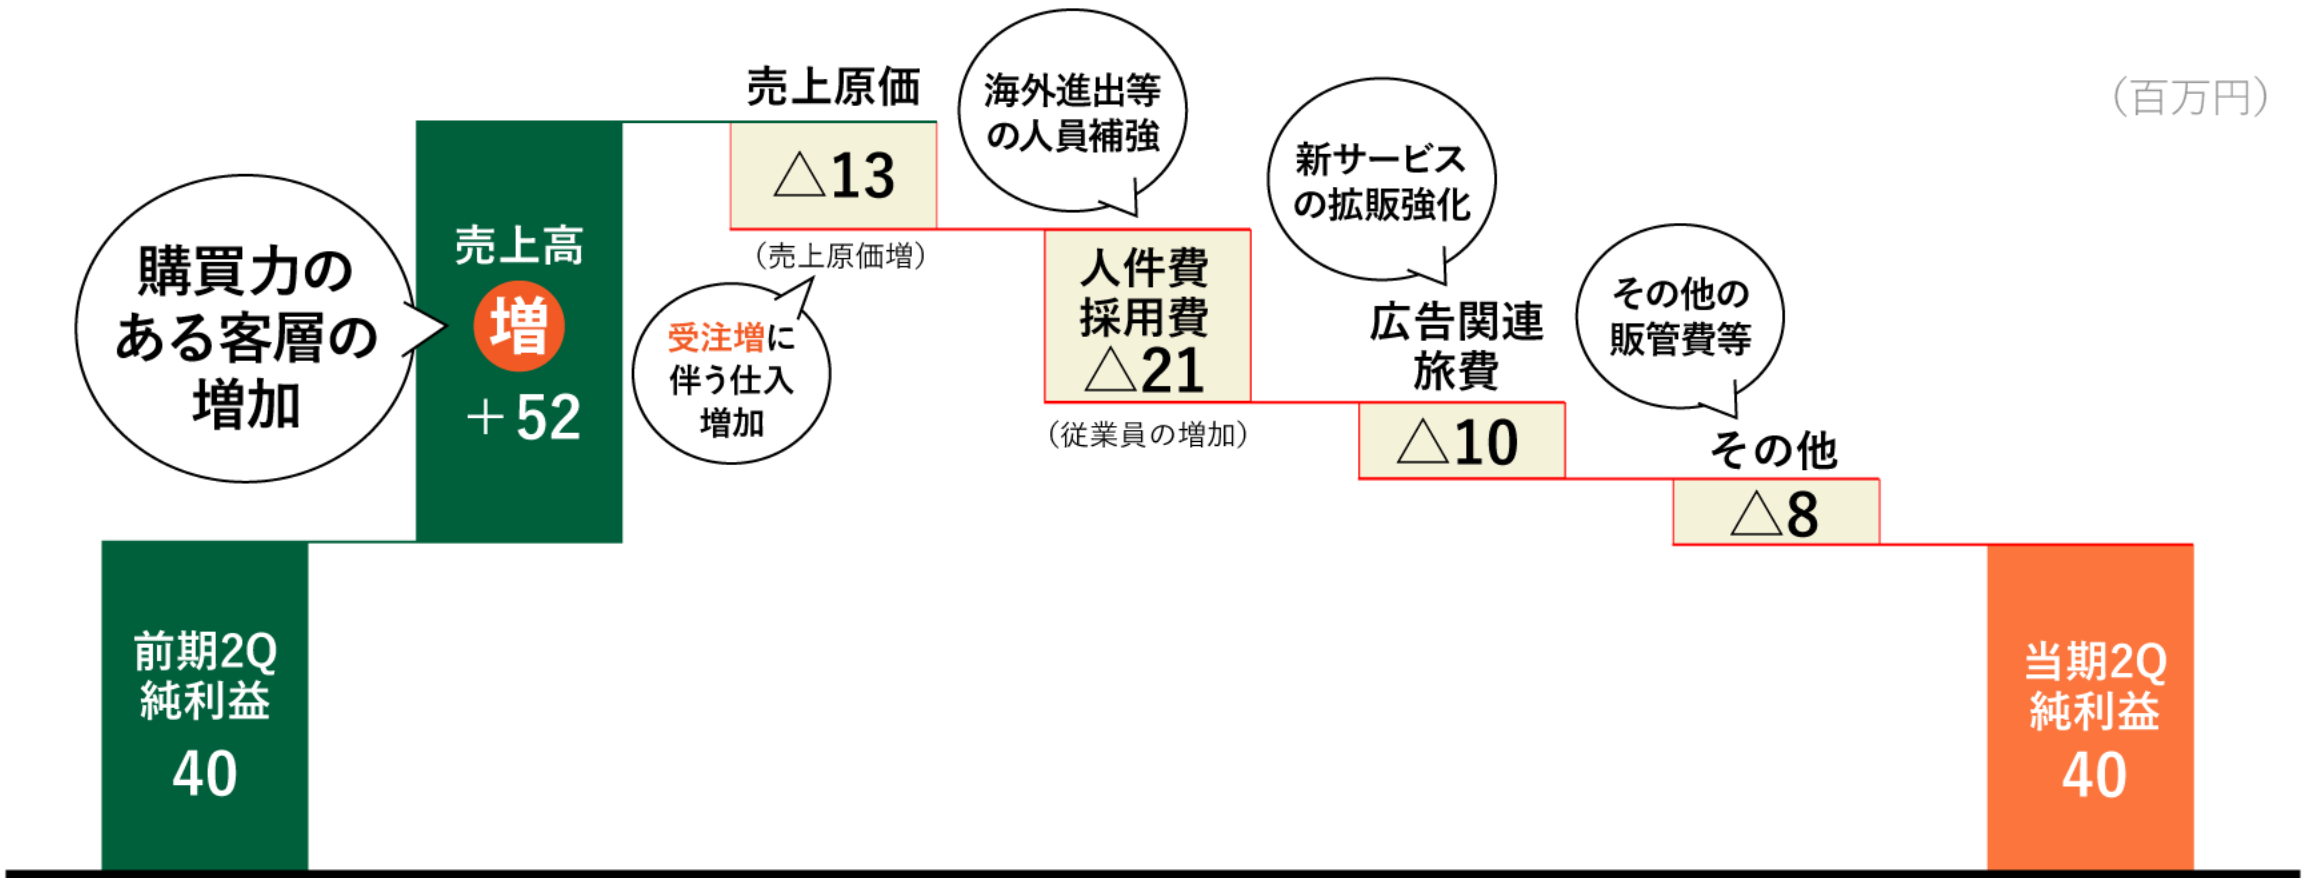 （百万円）
購買力の
ある客層の
増加
前期2Q
純利益
40
売上高
増
＋52
売上原価
△13
（売上原価増）
受注増に
伴う仕入
増加
海外進出等
の人員補強
人件費
採用費
△21
（従業員の増加）
新サービス
の拡販強化
広告関連
旅費
△10
その他の
販管費等
その他
△8
当期2Q
純利益
40